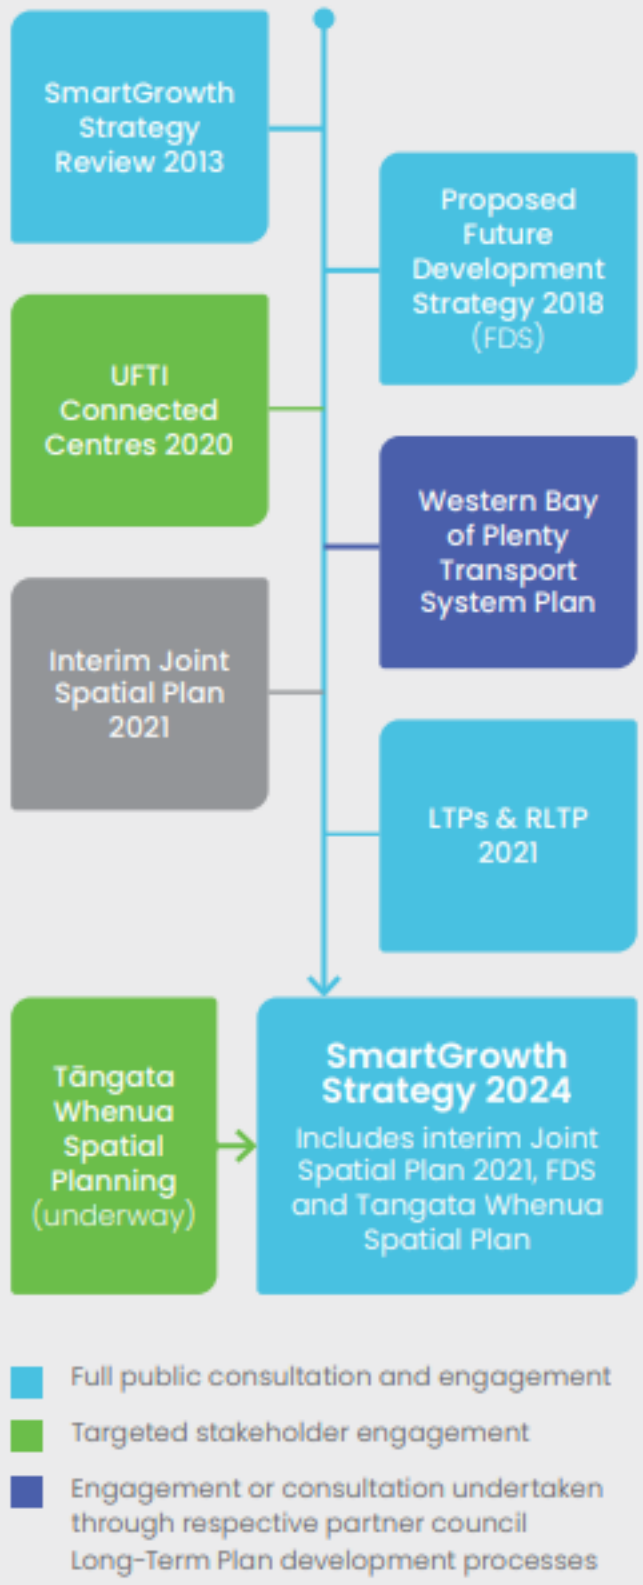 SmartGrowth
Strategy
Review 2013
Proposed
Future
Development
Strategy 2018
(FDS)
UFTI
Connected
Centres 2020
Western Bay
of Plenty
Transport
System Plan
Interim Joint
Spatial Plan
2021
LTPs & RLTP
2021
Tāngata
Whenua
Spatial
Planning
(underway)
SmartGrowth
Strategy 2024
Includes interim Joint
Spatial Plan 2021, FDS
and Tangata Whenua
Spatial Plan
Full public consultation and engagement
Targeted stakeholder engagement
Engagement or consultation undertaken
through respective partner council
Long-Term Plan development processes